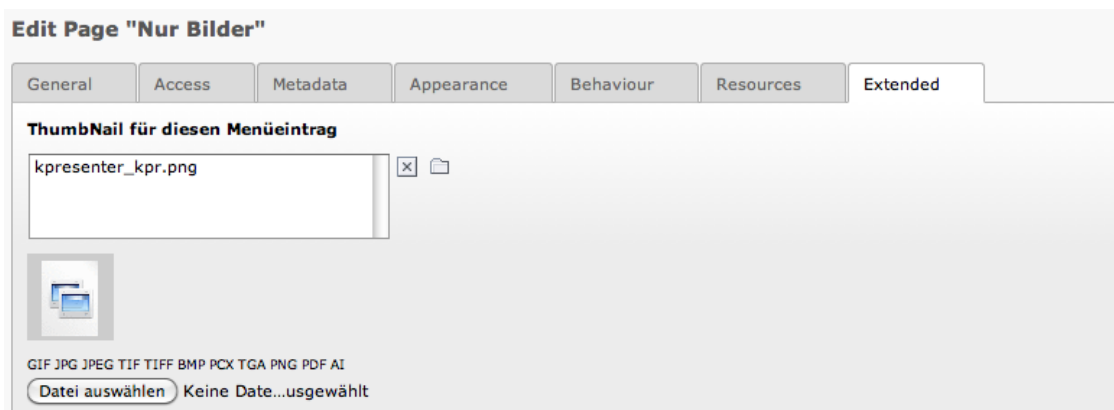 Edit Page "Nur Bilder"
General Access Metadata Appearance Behaviour Resources Extended
ThumbNail für diesen Menüeintrag
kpresenter_kpr.png
GIF JPG JPEG TIF TIFF BMP PCX TGA PNG PDF AI
Datei auswählen Keine Date...usgewählt